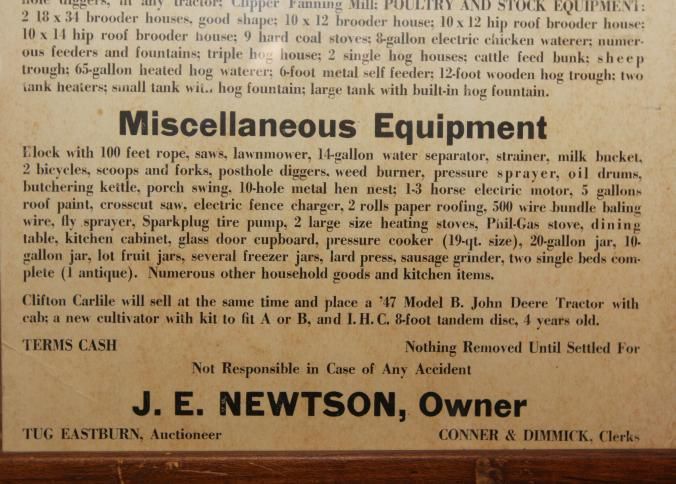 hole diggers, fit any tractor; Clipper Fanning Mill; POULTRY AND STOCK EQUIPMENT:
2 18 x 34 brooder houses, good shape; 10 x 12 brooder house; 10 x 12 hip roof brooder house;
10 x 14 hip roof brooder house; 9 hard coal stoves; 8-gallon electric chicken waterer; numer-
ous feeders and fountains; triple hog house; 2 single hog houses; cattle feed bunk; sheep
trough; 65-gallon heated hog waterer; 6-foot metal self feeder; 12-foot wooden hog trough; two
tank heaters; small tank with hog fountain; large tank with built-in hog fountain.
Miscellaneous Equipment
Block with 100 feet rope, saws, lawnmower, 14-gallon water separator, strainer, milk bucket,
2 bicycles, scoops and forks, posthole diggers, weed burner, pressure sprayer, oil drums,
butchering kettle, porch swing, 10-hole metal hen nest; 1-3 horse electric motor, 5 gallons
roof paint, crosscut saw, electric fence charger, 2 rolls paper roofing, 500 wire bundle baling
wire, fly sprayer, Sparkplug tire pump, 2 large size heating stoves, Phil-Gas stove, dining
table, kitchen cabinet, glass door cupboard, pressure cooker (19-qt. size), 20-gallon jar, 10-
gallon jar, lot fruit jars, several freezer jars, lard press, sausage grinder, two single beds com-
plete (1 antique). Numerous other household goods and kitchen items.
Clifton Carlile will sell at the same time and place a '47 Model B. John Deere Tractor with
cab; a new cultivator with kit to fit A or B, and I. H. C. 8-foot tandem disc, 4 years old.
TERMS CASH Nothing Removed Until Settled For
Not Responsible in Case of Any Accident
J. E. NEWTSON, Owner
TUG EASTBURN, Auctioneer CONNER & DIMMICK, Clerks